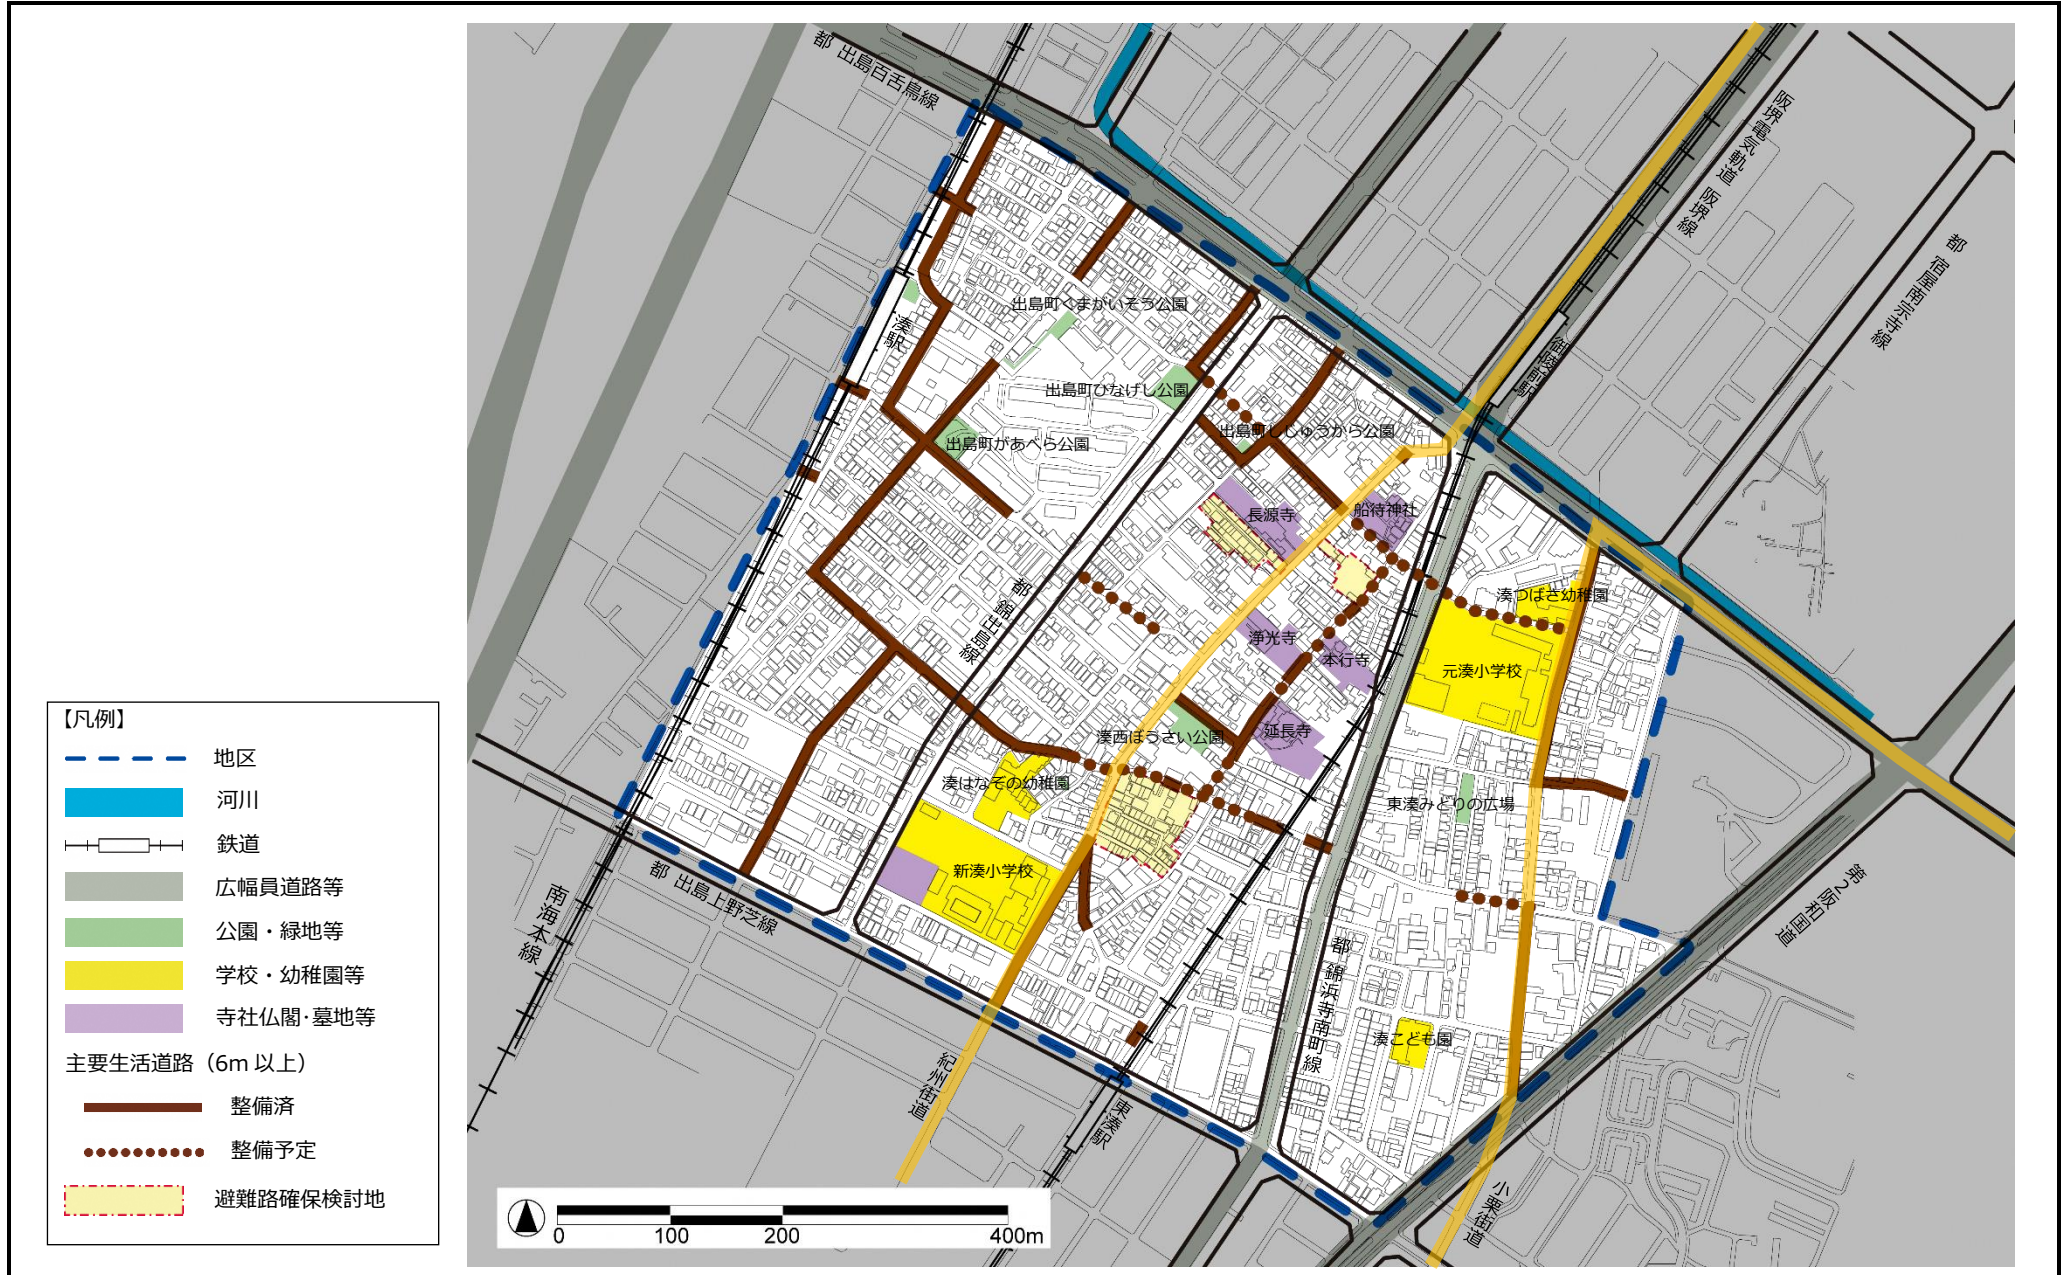 都 出島百舌鳥線
阪堺電気軌道 阪堺線
都 宿屋南宗寺線
出島町くまがいそう公園
湊駅
御陵前駅
出島町ひなげし公園
出島町ししゅうから公園
出島町があべら公園
長源寺
船待神社
湊つばさ幼稚園
都 錦出島線
浄光寺
本行寺
元湊小学校
延長寺
湊西ぼうさい公園
湊はなぞの幼稚園
東湊みどりの広場
新湊小学校
都 出島上野芝線
南海本線
第2阪和国道
都 錦浜寺南町線
湊こども園
紀州街道
東湊駅
小栗街道
【凡例】
地区
河川
鉄道
広幅員道路等
公園・緑地等
学校・幼稚園等
寺社仏閣・墓地等
主要生活道路（6m 以上）
整備済
整備予定
避難路確保検討地
0 100 200 400m